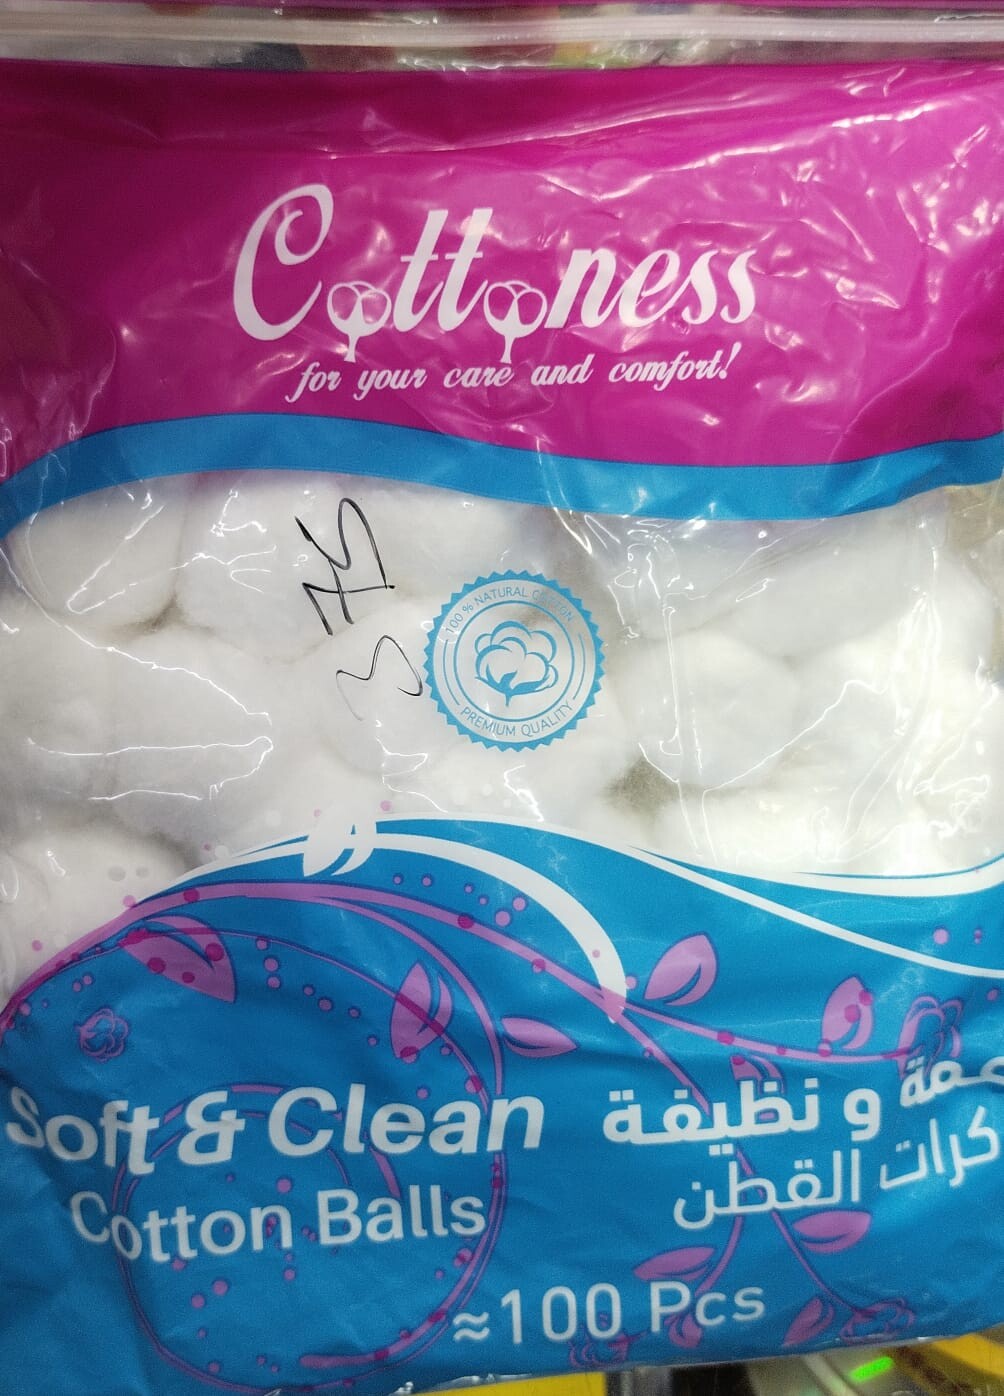 Cottoness
for your care and comfort!
100 % NATURAL COTTON
PREMIUM QUALITY
Soft & Clean
Cotton Balls
و نظيفة
كرات القطن
≈100 Pcs